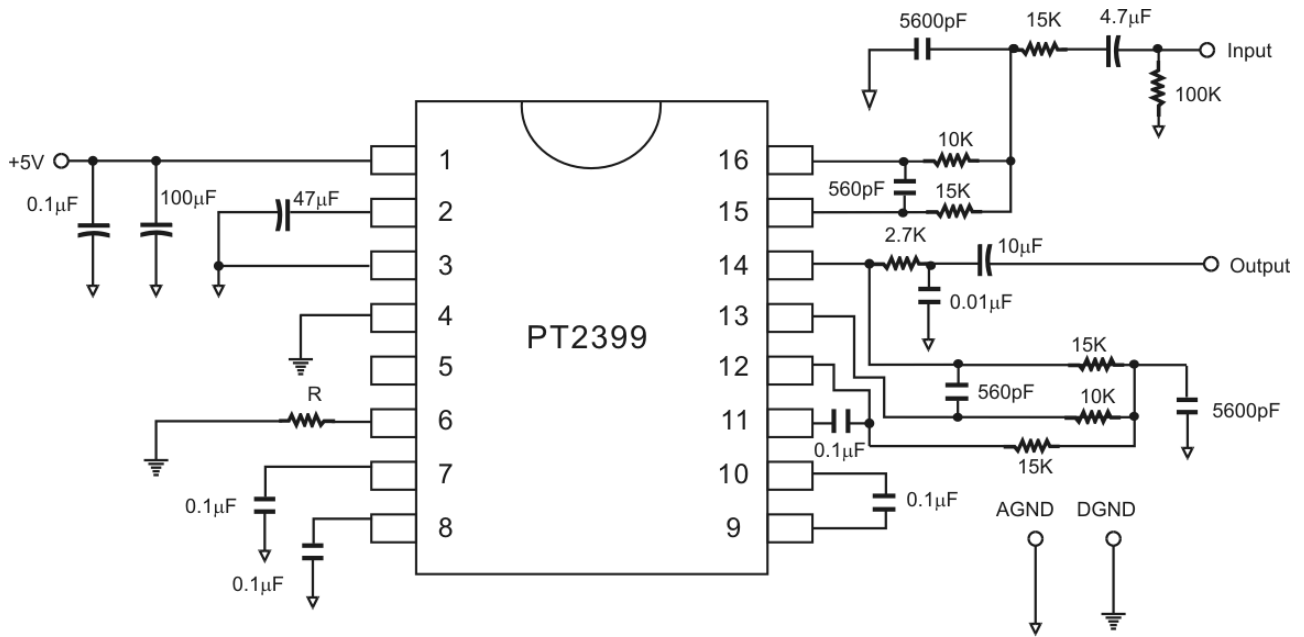 5600pF
15K
4.7µF
Input
100K
+5V
0.1µF
100µF
47µF
1
2
3
4
5
6
7
8
PT2399
16
15
14
13
12
11
10
9
10K
560pF
15K
2.7K
10µF
Output
0.01µF
15K
560pF
10K
5600pF
0.1µF
15K
0.1µF
R
0.1µF
0.1µF
AGND
DGND